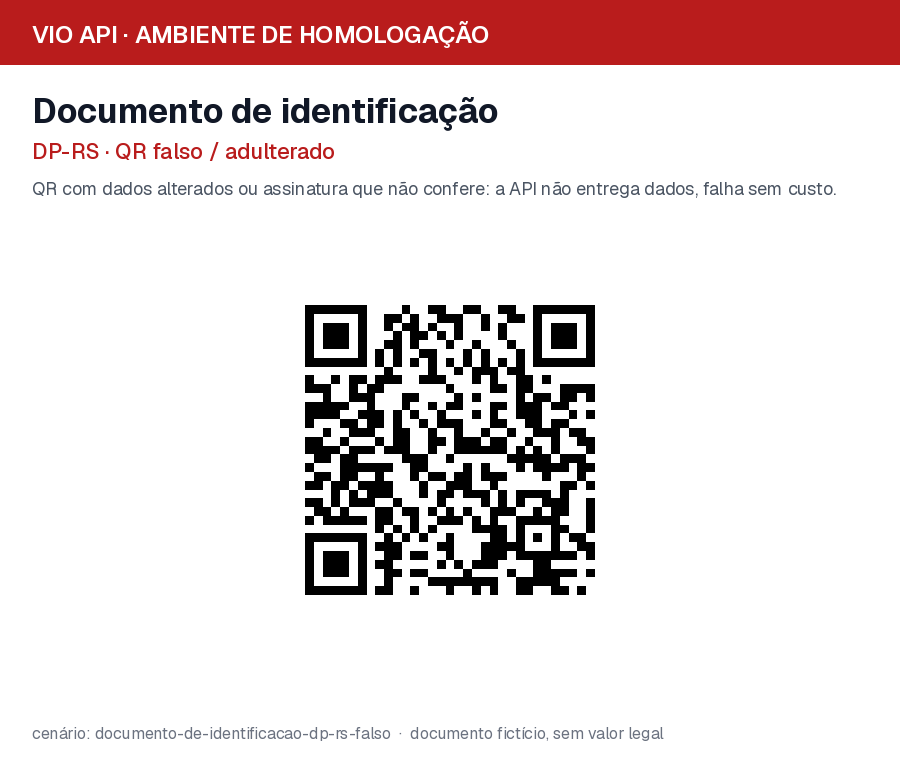 VIO API · AMBIENTE DE HOMOLOGAÇÃO
Documento de identificação
DP-RS · QR falso / adulterado
QR com dados alterados ou assinatura que não confere: a API não entrega dados, falha sem custo.
cenário: documento-de-identificacao-dp-rs-falso · documento fictício, sem valor legal